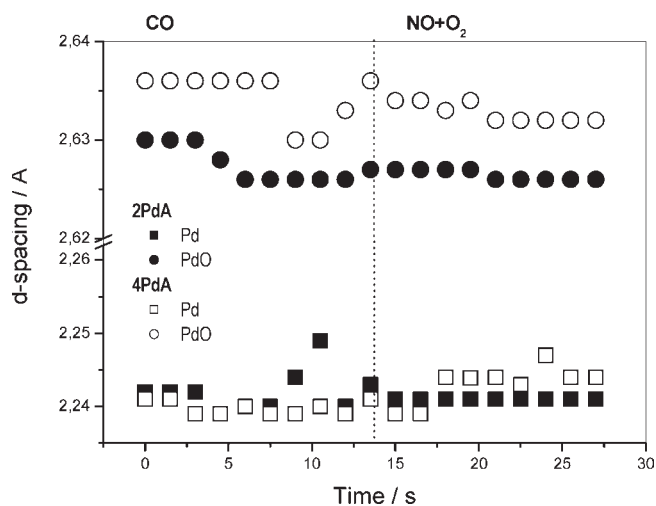 CO NO+O₂
2,64
2,63
2,62
2,26
2,25
2,24
d-spacing / A
2PdA
■ Pd
● PdO
4PdA
□ Pd
○ PdO
0 5 10 15 20 25 30
Time / s